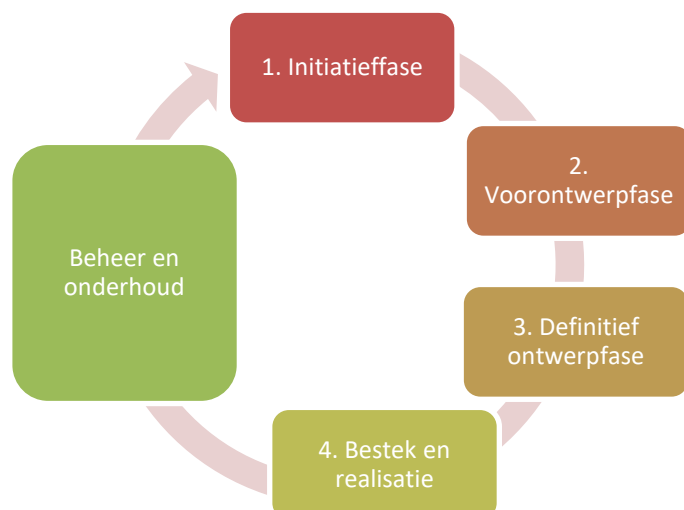 1. Initiatieffase
2.
Voorontwerpfase
3. Definitief
ontwerpfase
4. Bestek en
realisatie
Beheer en
onderhoud